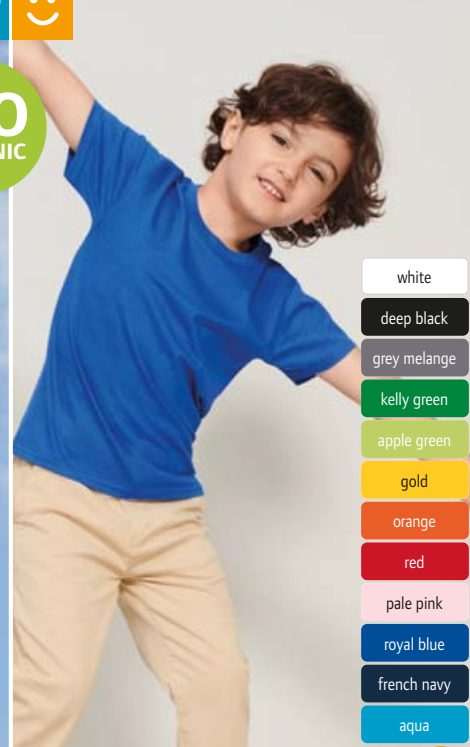 white
deep black
grey melange
kelly green
apple green
gold
orange
red
pale pink
royal blue
french navy
aqua